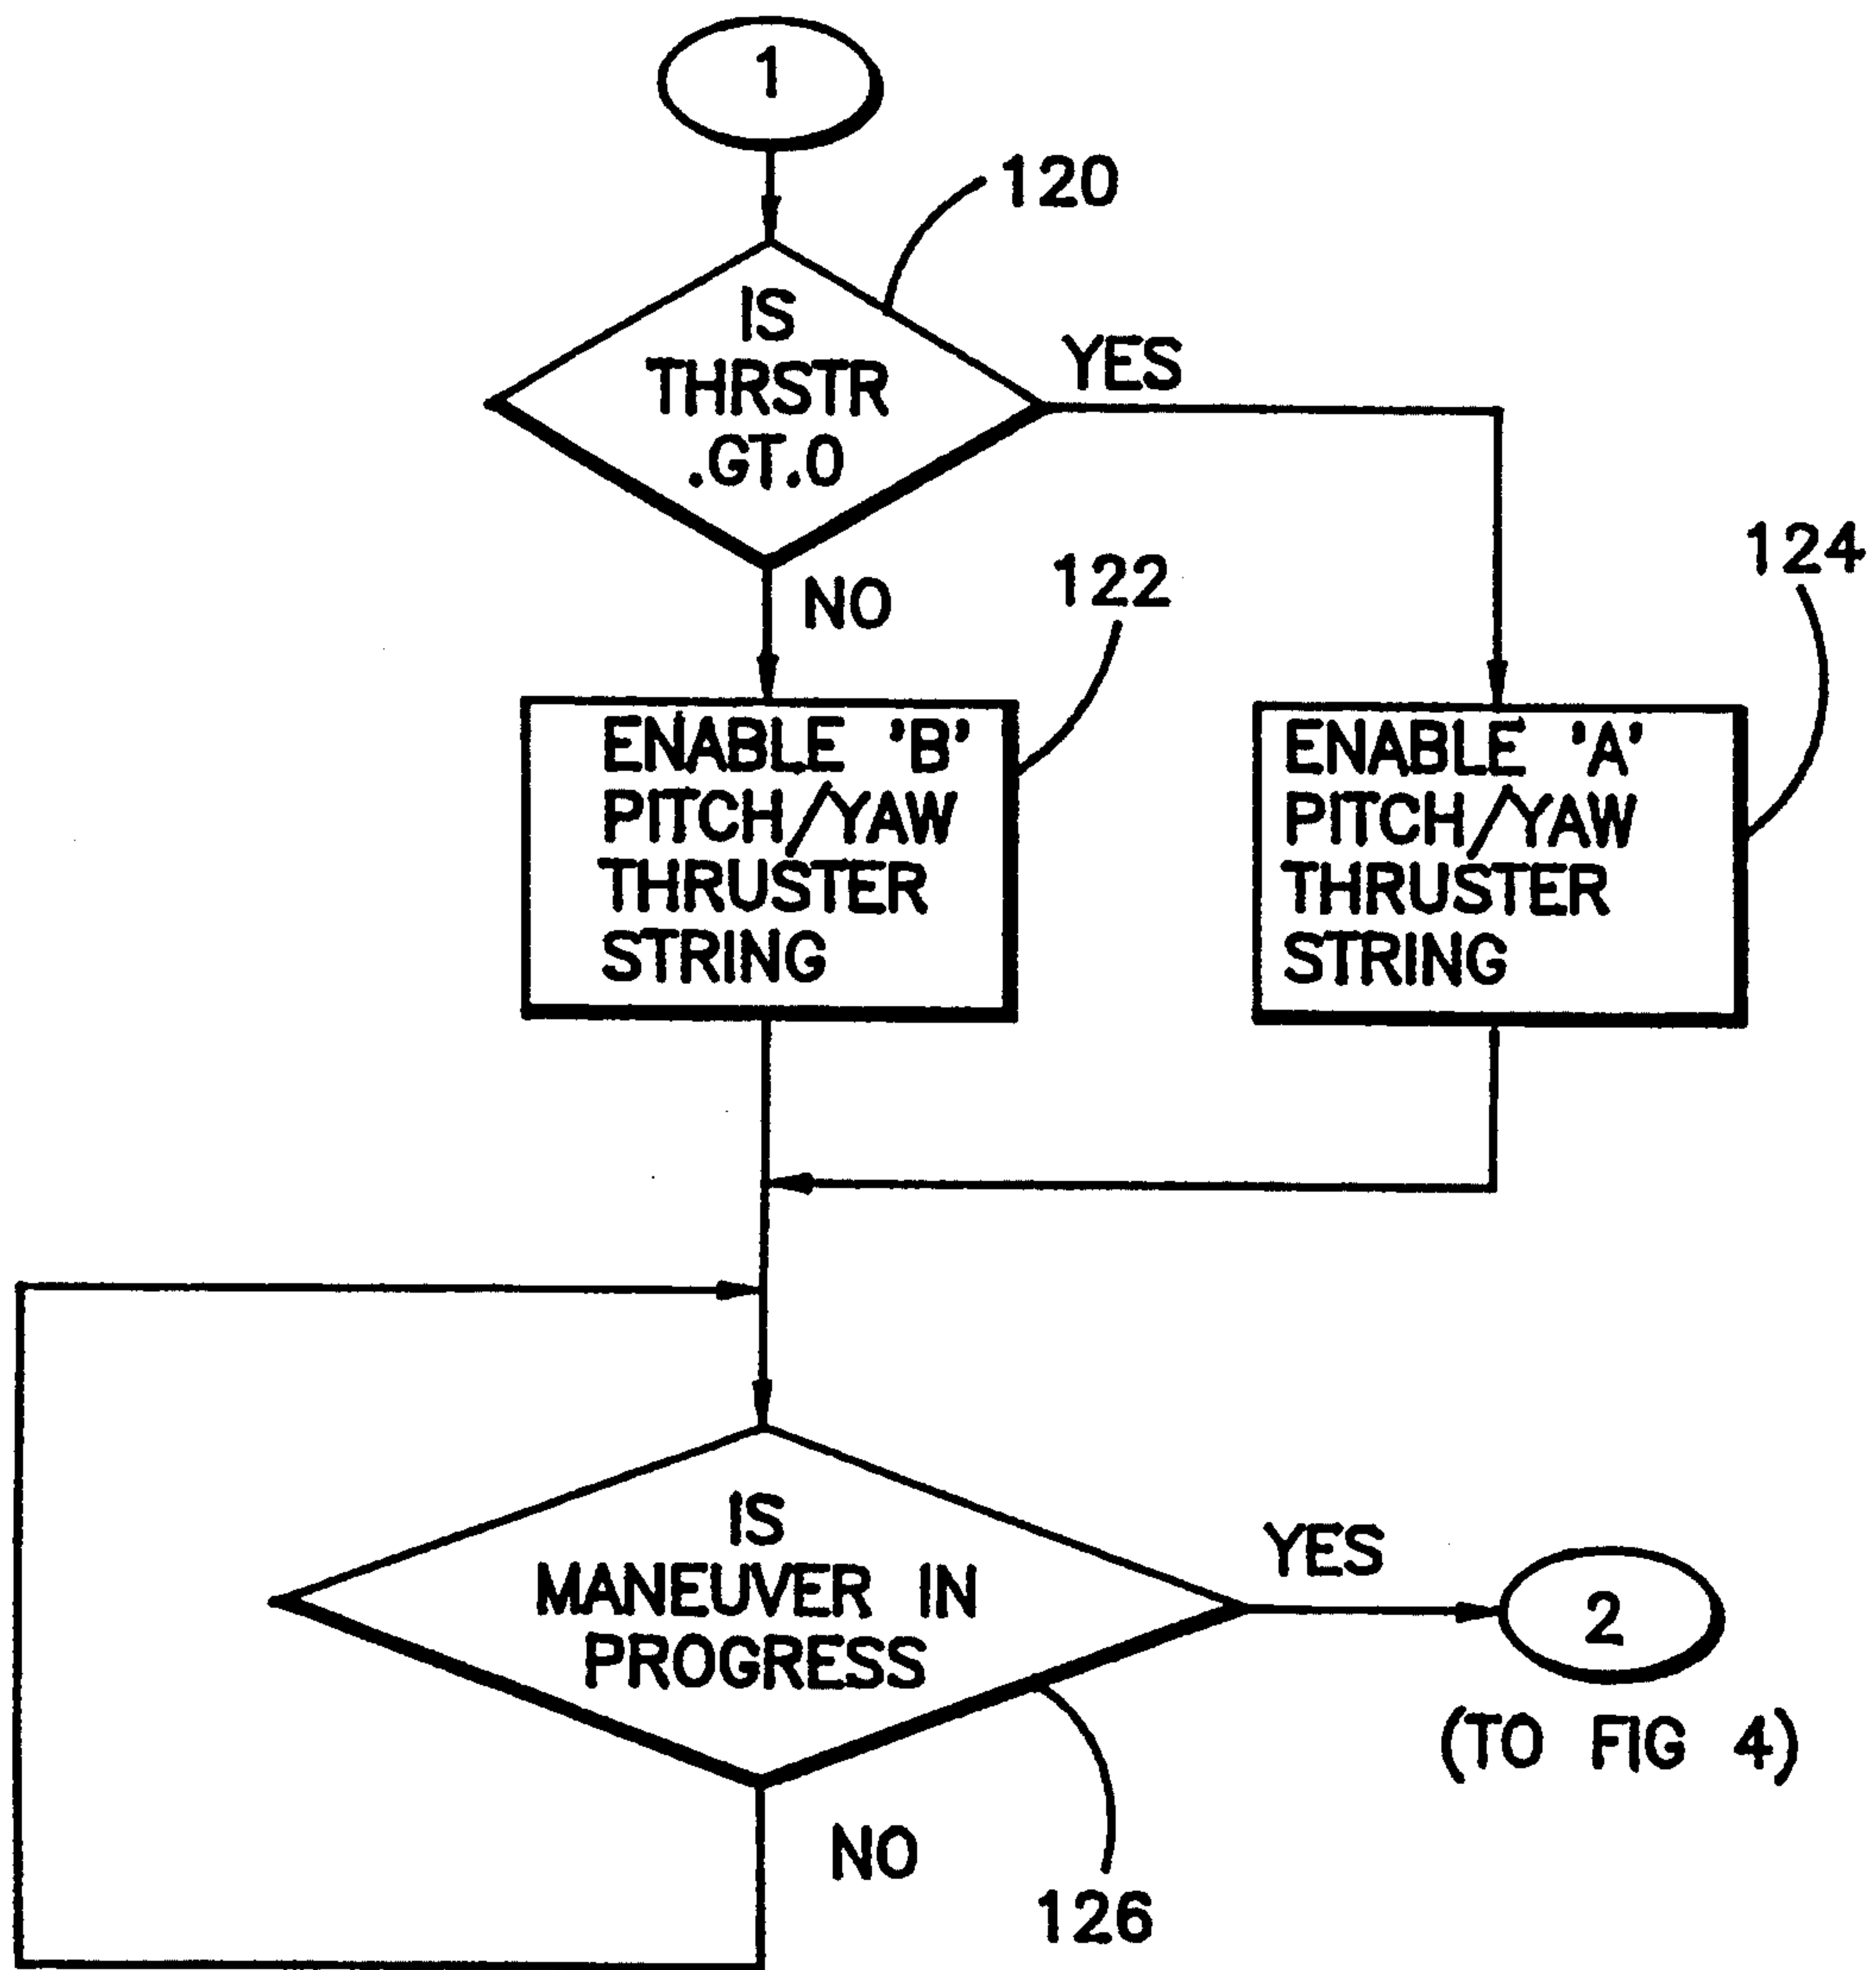 1
120
IS
THRSTR
.GT.0
YES
NO
122
124
ENABLE 'B'
PITCH/YAW
THRUSTER
STRING
ENABLE 'A'
PITCH/YAW
THRUSTER
STRING
IS
MANEUVER IN
PROGRESS
YES
2
(TO FIG 4)
NO
126